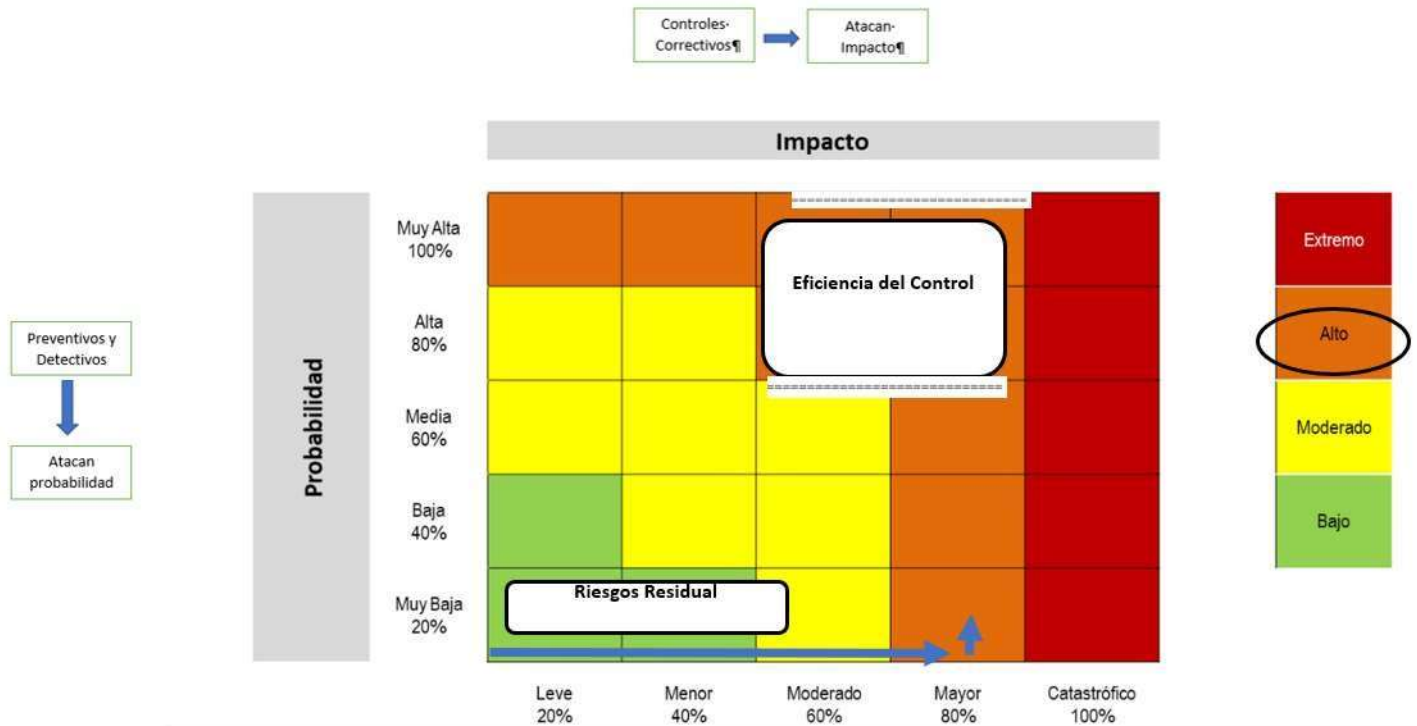 Controles·
Correctivos¶
Atacan·
Impacto¶
Impacto
Muy Alta
100%
Eficiencia del Control
Extremo
Alta
80%
Alto
Preventivos y
Detectivos
Probabilidad
Media
60%
Moderado
Atacan
probabilidad
Baja
40%
Bajo
Muy Baja
20%
Riesgos Residual
Leve
20%
Menor
40%
Moderado
60%
Mayor
80%
Catastrófico
100%